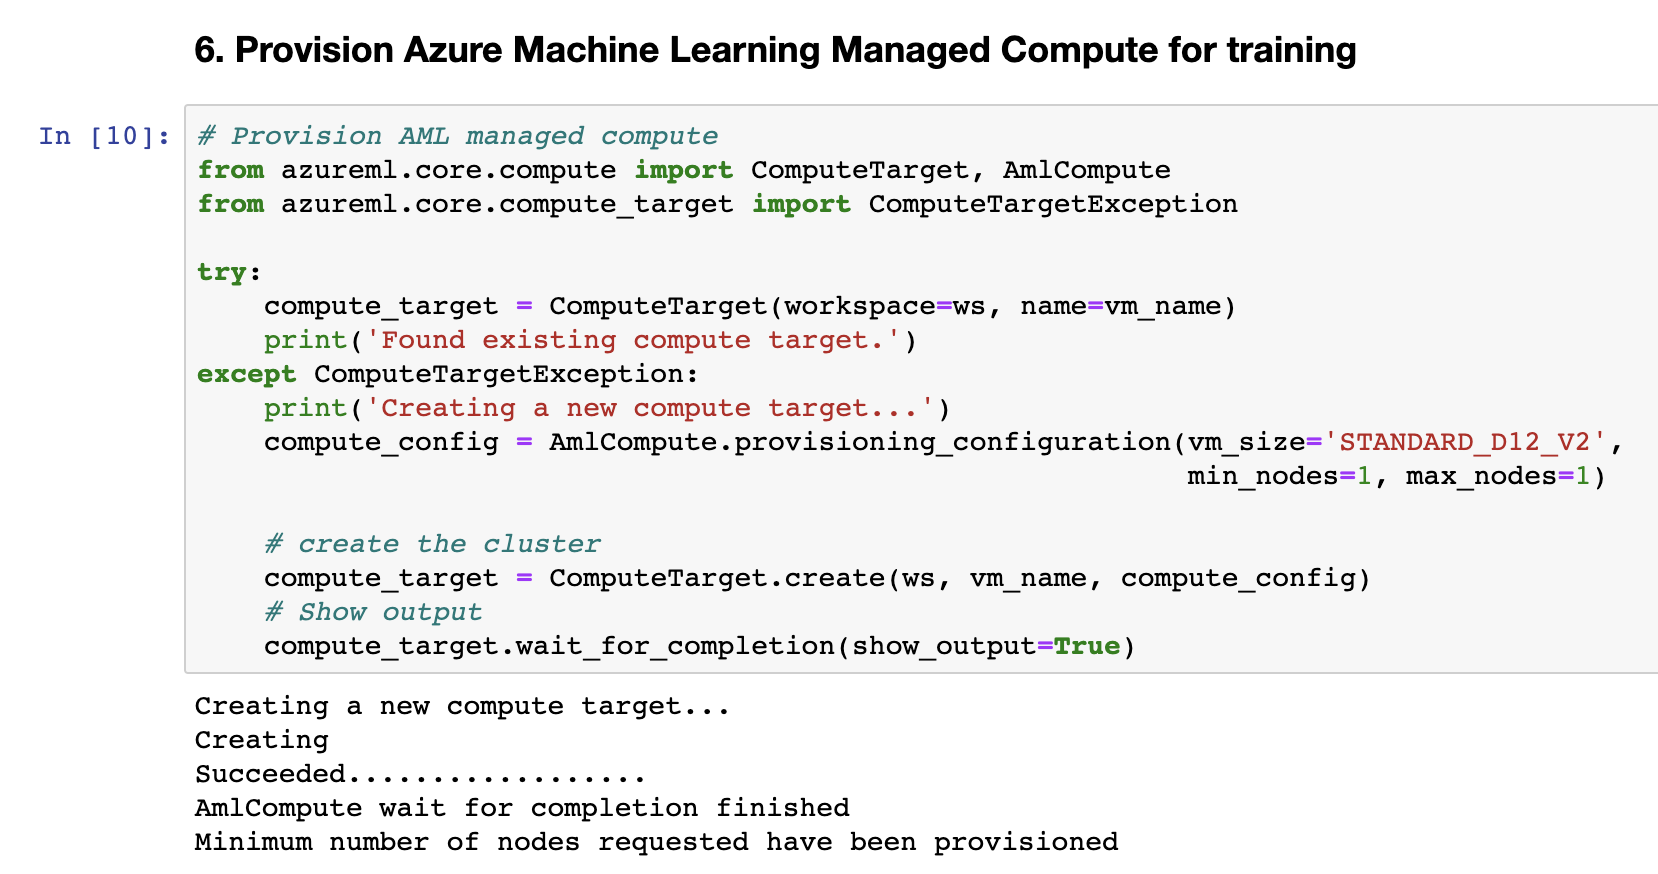 6. Provision Azure Machine Learning Managed Compute for training
In [10]:
# Provision AML managed compute
from azureml.core.compute import ComputeTarget, AmlCompute
from azureml.core.compute_target import ComputeTargetException

try:
    compute_target = ComputeTarget(workspace=ws, name=vm_name)
    print('Found existing compute target.')
except ComputeTargetException:
    print('Creating a new compute target...')
    compute_config = AmlCompute.provisioning_configuration(vm_size='STANDARD_D12_V2',
                                                           min_nodes=1, max_nodes=1)

    # create the cluster
    compute_target = ComputeTarget.create(ws, vm_name, compute_config)
    # Show output
    compute_target.wait_for_completion(show_output=True)
Creating a new compute target...
Creating
Succeeded..................
AmlCompute wait for completion finished
Minimum number of nodes requested have been provisioned